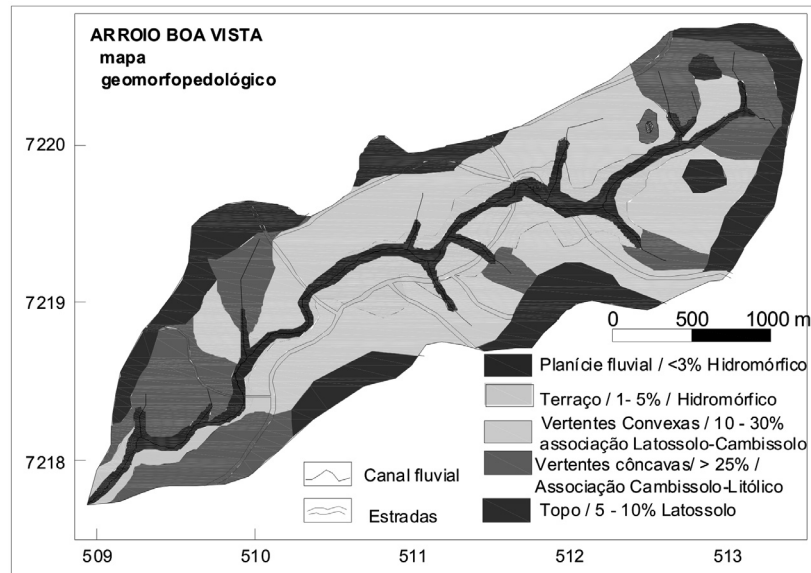 ARROIO BOA VISTA
mapa
geomorfopedológico
7220
7219
7218
0 500 1000 m
Planície fluvial / <3% Hidromórfico
Terraço / 1- 5% / Hidromórfico
Vertentes Convexas / 10 - 30%
associação Latossolo-Cambissolo
Vertentes côncavas/ > 25% /
Associação Cambissolo-Litólico
Topo / 5 - 10% Latossolo
Canal fluvial
Estradas
509 510 511 512 513